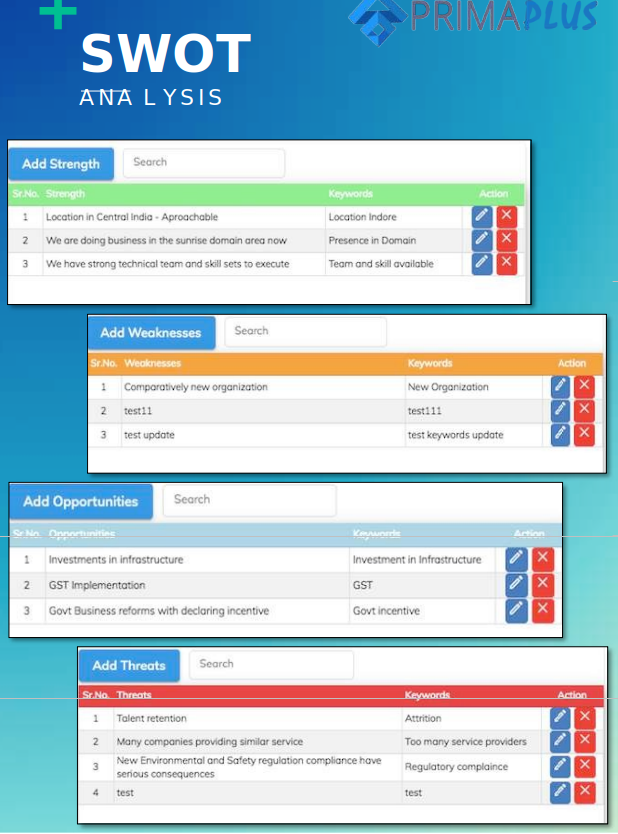 PRIMAPLUS
SWOT
ANALYSIS
Add Strength Search
Sr.No. Strength Keywords Action
1 Location in Central India - Aproachable Location Indore
2 We are doing business in the sunrise domain area now Presence in Domain
3 We have strong technical team and skill sets to execute Team and skill available
Add Weaknesses Search
Sr.No. Weaknesses Keywords Action
1 Comparatively new organization New Organization
2 test11 test111
3 test update test keywords update
Add Opportunities Search
Sr.No. Opportunities Keywords Action
1 Investments in infrastructure Investment in Infrastructure
2 GST Implementation GST
3 Govt Business reforms with declaring incentive Govt incentive
Add Threats Search
Sr.No. Threats Keywords Action
1 Talent retention Attrition
2 Many companies providing similar service Too many service providers
3 New Environmental and Safety regulation compliance have Regulatory complaince
serious consequences
4 test test